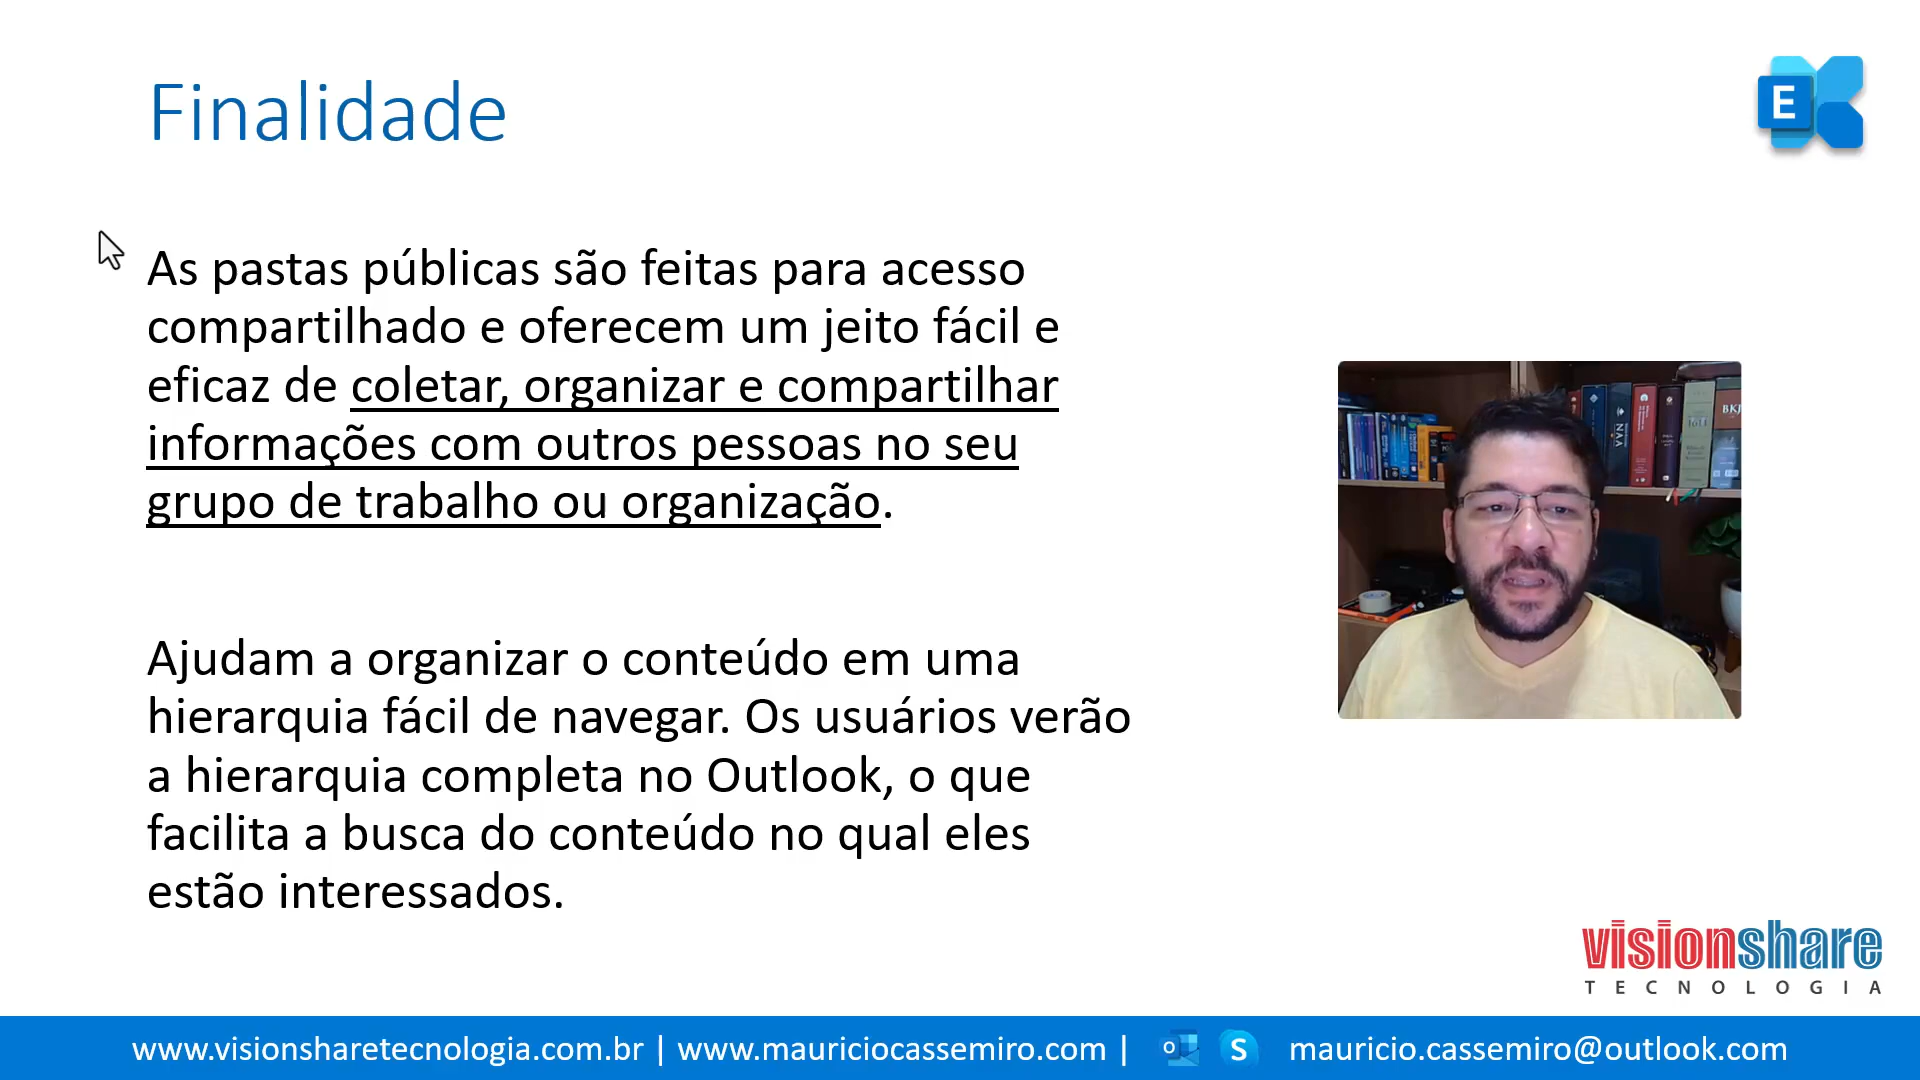 Finalidade
E
As pastas públicas são feitas para acesso
compartilhado e oferecem um jeito fácil e
eficaz de coletar, organizar e compartilhar
informações com outros pessoas no seu
grupo de trabalho ou organização.
Ajudam a organizar o conteúdo em uma
hierarquia fácil de navegar. Os usuários verão
a hierarquia completa no Outlook, o que
facilita a busca do conteúdo no qual eles
estão interessados.
BKJ
NAA
visionshare
TECNOLOGIA
www.visionsharetecnologia.com.br | www.mauriciocassemiro.com | O S mauricio.cassemiro@outlook.com